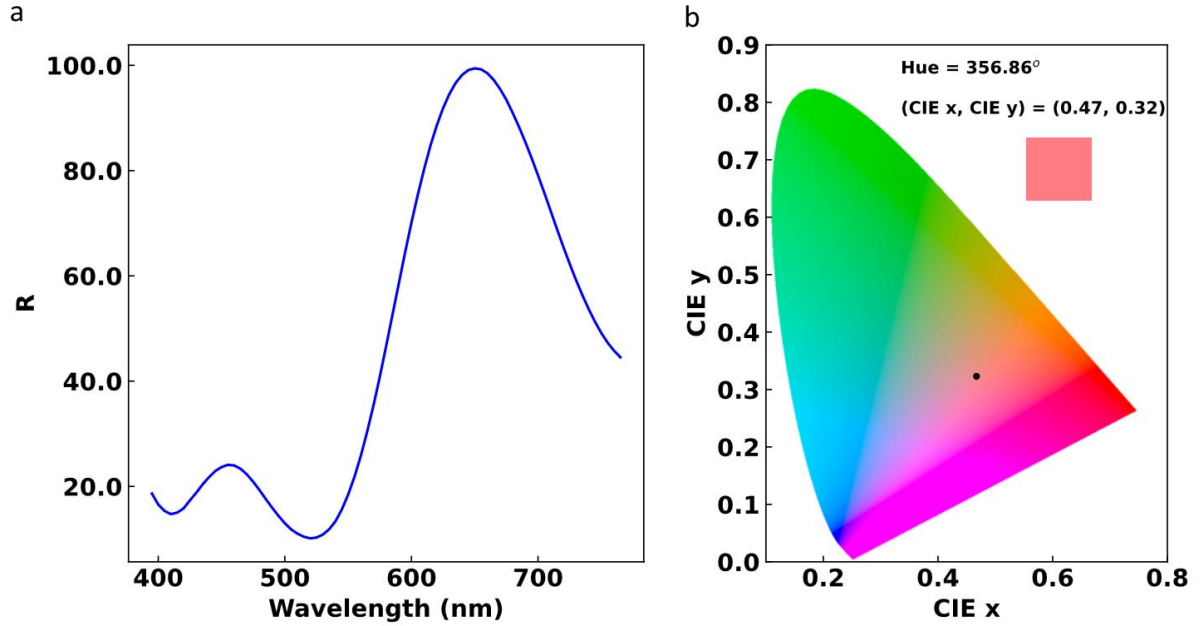 a
100.0
80.0
60.0
40.0
20.0
R
400 500 600 700
Wavelength (nm)
b
0.9
0.8
0.7
0.6
0.5
0.4
0.3
0.2
0.1
0.0
CIE y
Hue = 356.86°
(CIE x, CIE y) = (0.47, 0.32)
0.2 0.4 0.6 0.8
CIE x